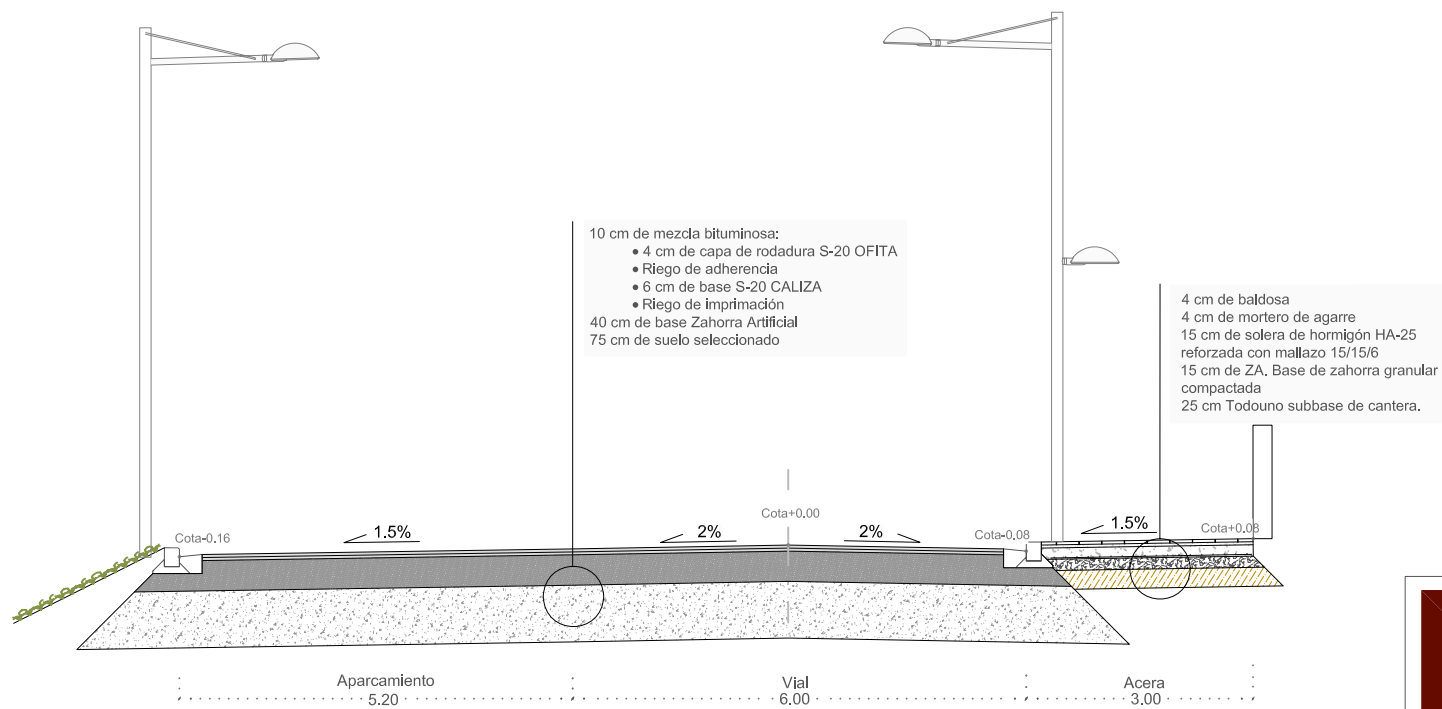 10 cm de mezcla bituminosa:
• 4 cm de capa de rodadura S-20 OFITA
• Riego de adherencia
• 6 cm de base S-20 CALIZA
• Riego de imprimación
40 cm de base Zahorra Artificial
75 cm de suelo seleccionado
4 cm de baldosa
4 cm de mortero de agarre
15 cm de solera de hormigón HA-25
reforzada con mallazo 15/15/6
15 cm de ZA. Base de zahorra granular
compactada
25 cm Todouno subbase de cantera.
Cota-0.16
1.5%
2%
Cota+0.00
2%
Cota-0.08
1.5%
Cota+0.08
Aparcamiento
5.20
Vial
6.00
Acera
3.00